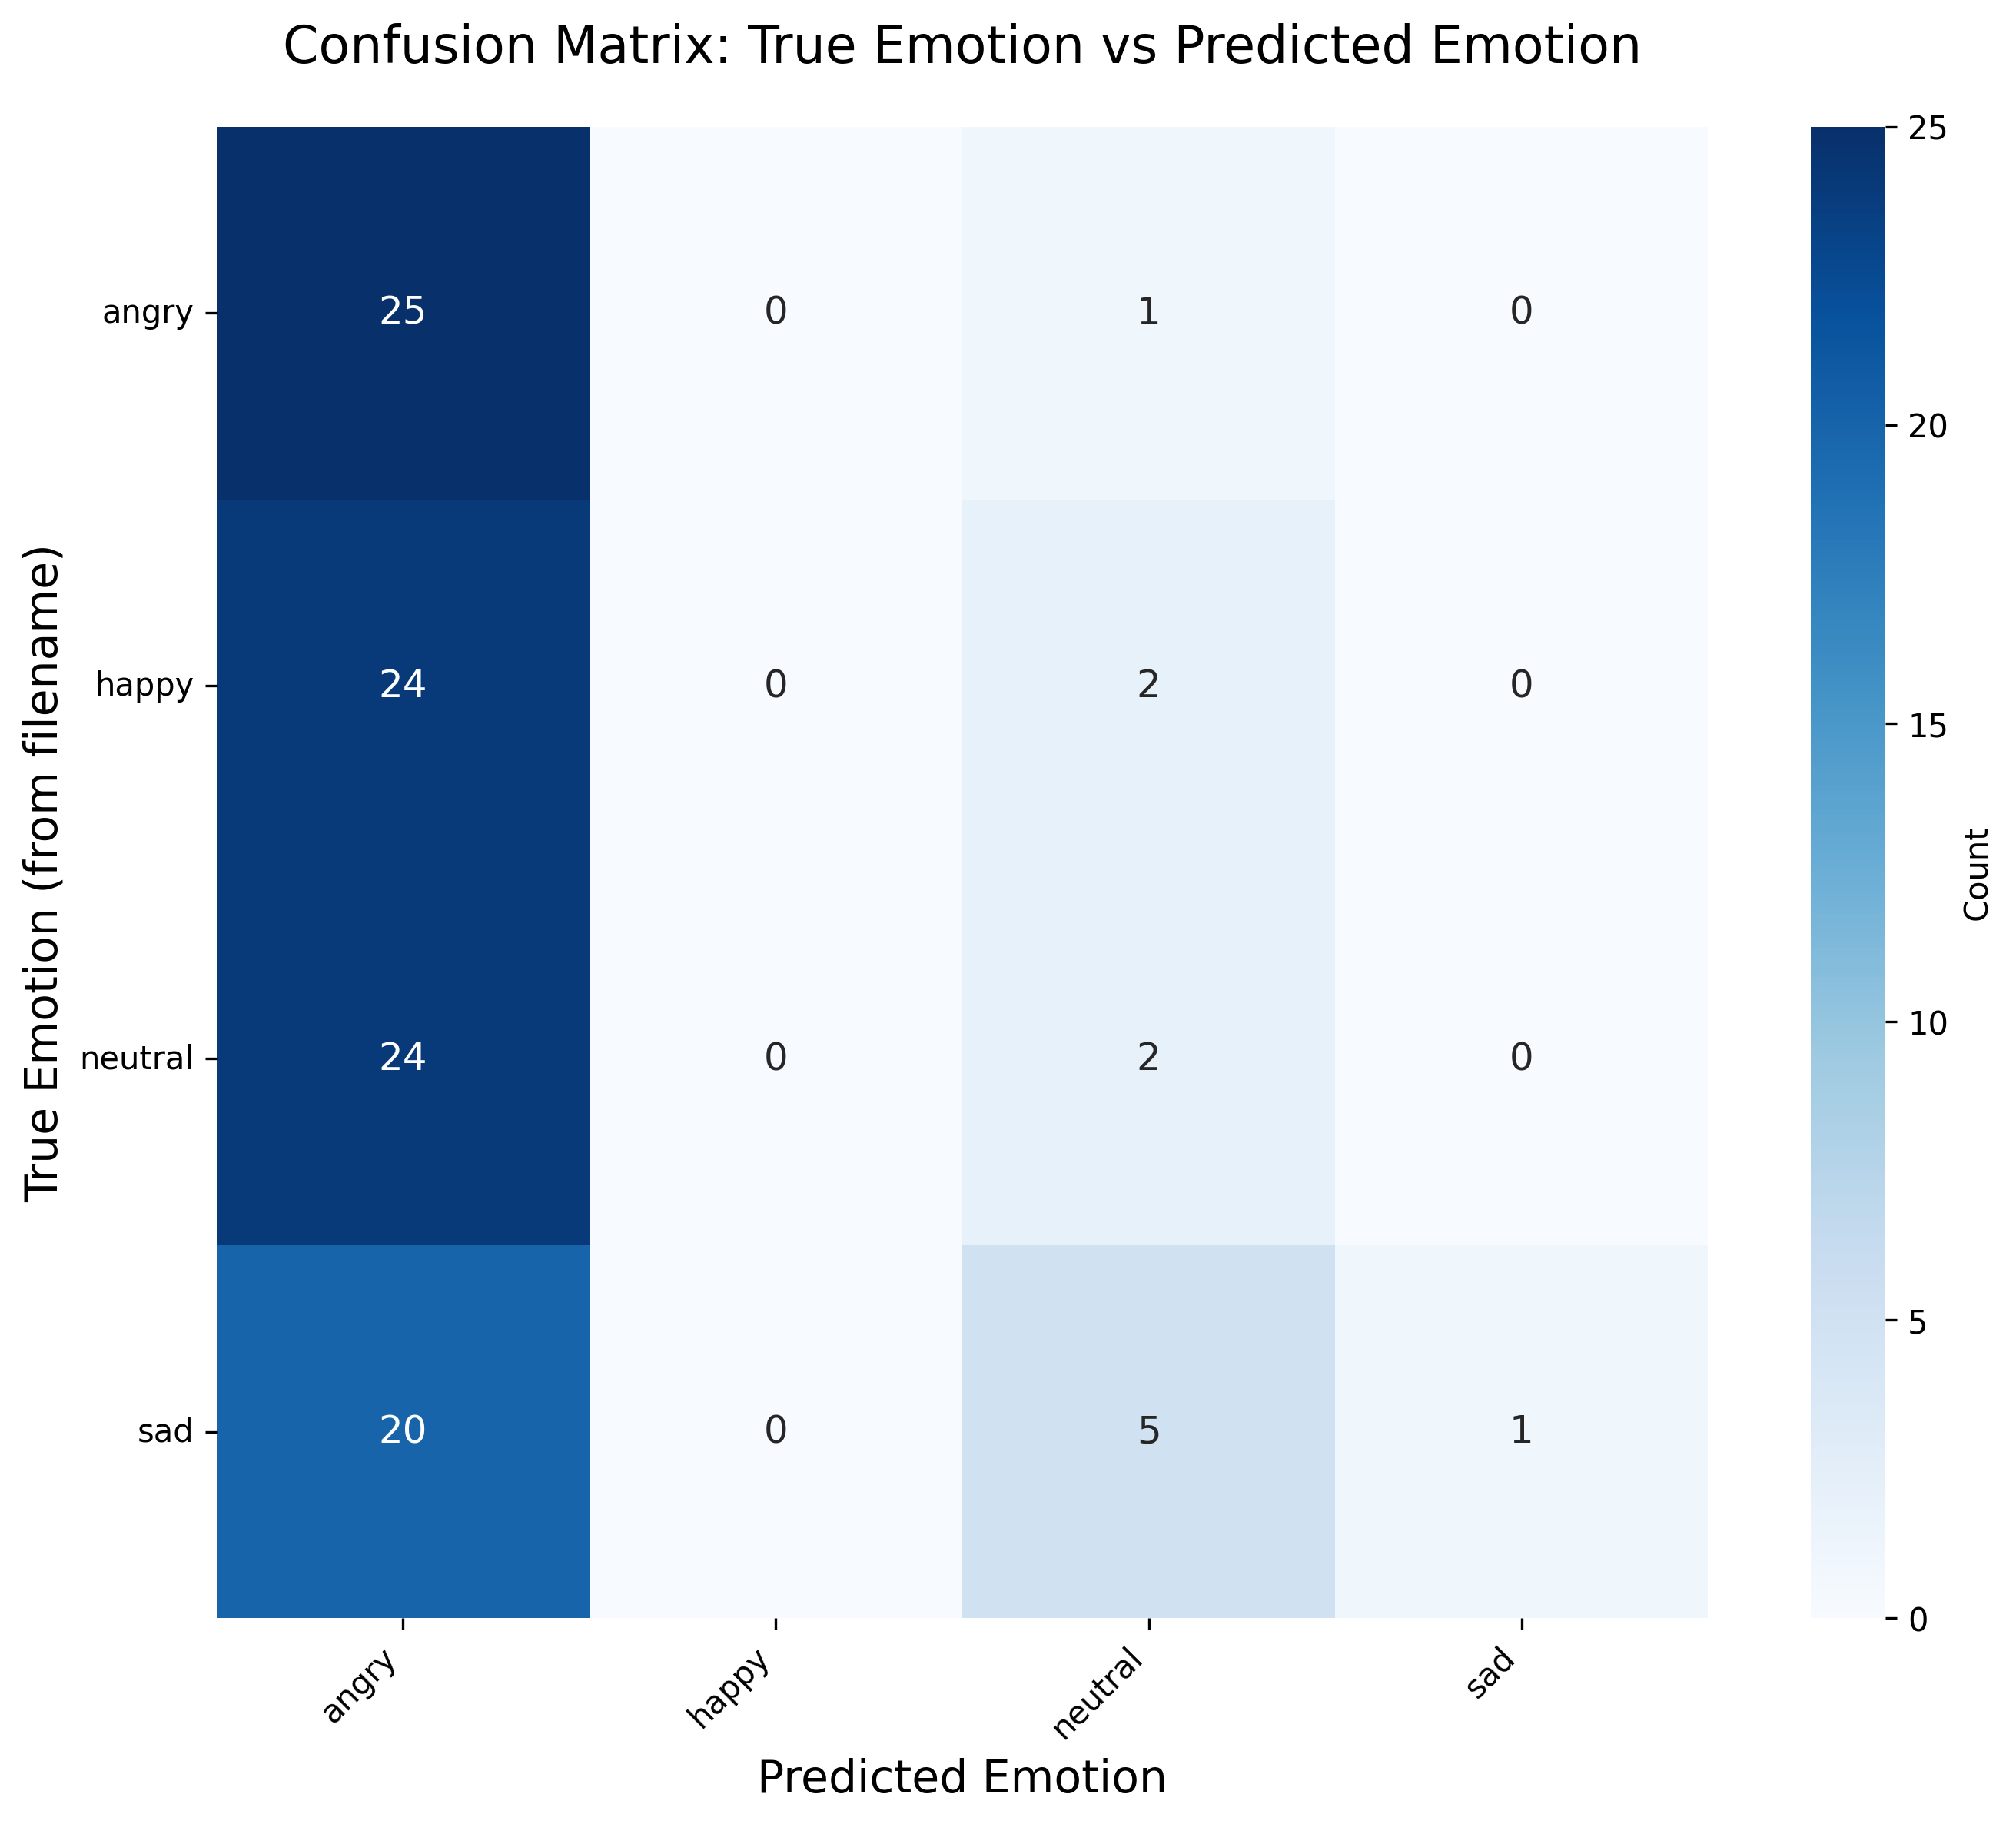 Confusion Matrix: True Emotion vs Predicted Emotion
True Emotion (from filename)
angry 25 0 1 0
happy 24 0 2 0
neutral 24 0 2 0
sad 20 0 5 1
angry happy neutral sad
Predicted Emotion
25
20
15
10
5
0
Count